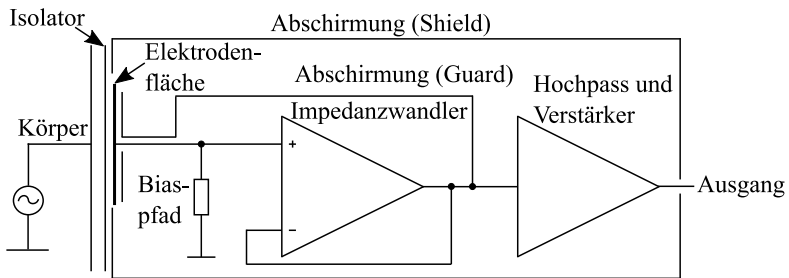 Isolator
Abschirmung (Shield)
Elektroden-
fläche
Abschirmung (Guard)
Hochpass und
Verstärker
Impedanzwandler
Körper
+
Bias-
pfad
Ausgang
−